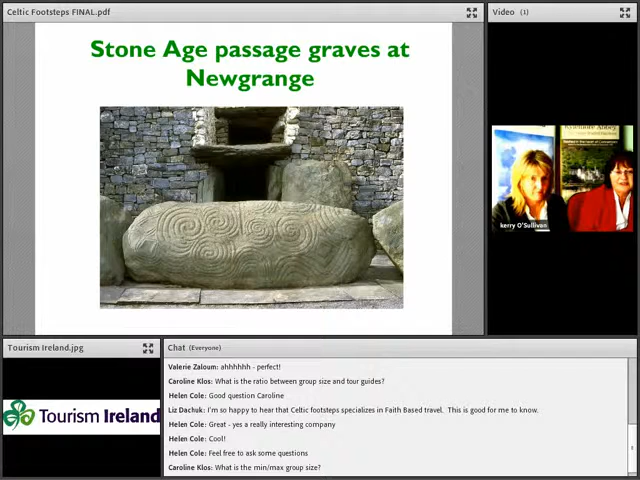 Celtic Footsteps FINAL.pdf
Stone Age passage graves at
Newgrange
Video (1)
Kylemore Abbey
kerry O'Sullivan
Tourism Ireland.jpg
Tourism Ireland
Chat (Everyone)
Valerie Zaloum: ahhhhhh - perfect!
Caroline Klos: What is the ratio between group size and tour guides?
Helen Cole: Good question Caroline
Liz Dachuk: I'm so happy to hear that Celtic footsteps specializes in Faith Based travel. This is good for me to know.
Helen Cole: Great - yes a really interesting company
Helen Cole: Cool!
Helen Cole: Feel free to ask some questions
Caroline Klos: What is the min/max group size?